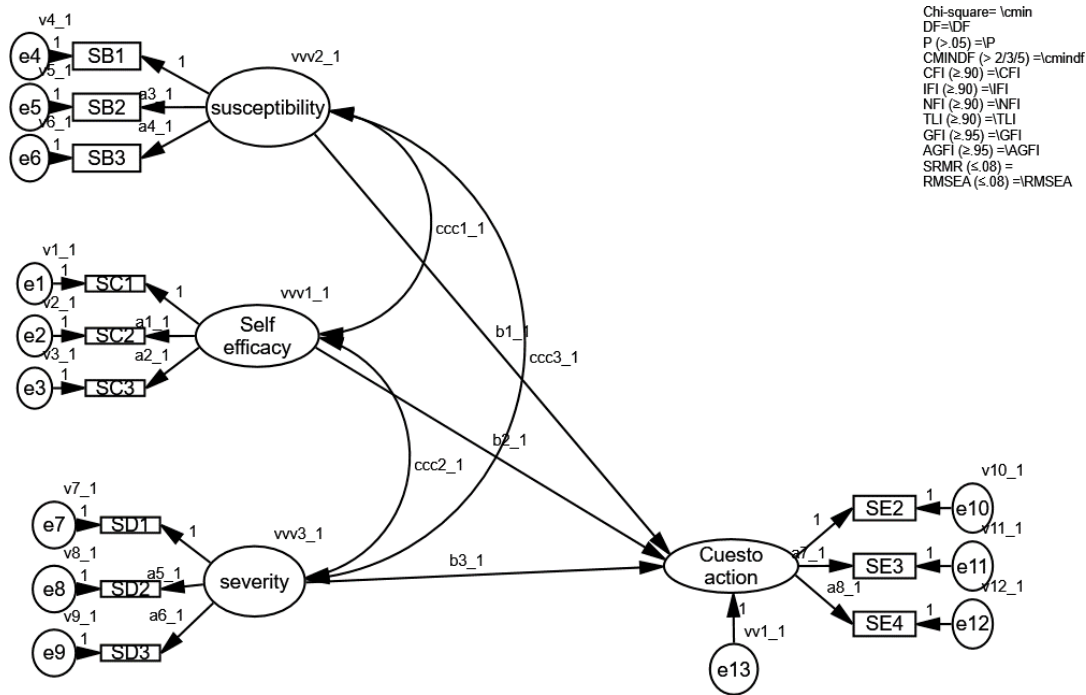 Chi-square= \cmin
DF=\DF
P (>.05) =\P
CMINDF (> 2/3/5) =\cmindf
CFI (≥.90) =\CFI
IFI (≥.90) =\IFI
NFI (≥.90) =\NFI
TLI (≥.90) =\TLI
GFI (≥.95) =\GFI
AGFI (≥.95) =\AGFI
SRMR (≤.08) =
RMSEA (≤.08) =\RMSEA
v4_1
e4 1 SB1 1
vvv2_1
v5_1
e5 1 SB2 a3_1
susceptibility
v6_1
a4_1
e6 1 SB3
ccc1_1
v1_1
e1 1 SC1 1
vvv1_1
v2_1
e2 1 SC2 a1_1
Self
efficacy
v3_1
a2_1
e3 1 SC3
b1_1
ccc3_1
b2_1
ccc2_1
v7_1
e7 1 SD1 1
vvv3_1
v8_1
e8 1 SD2 a5_1
severity
v9_1
a6_1
e9 1 SD3
b3_1
Cuesto
action
v10_1
1 SE2 1 e10
v11_1
a7_1 SE3 1 e11
v12_1
a8_1 SE4 1 e12
1
vv1_1
e13